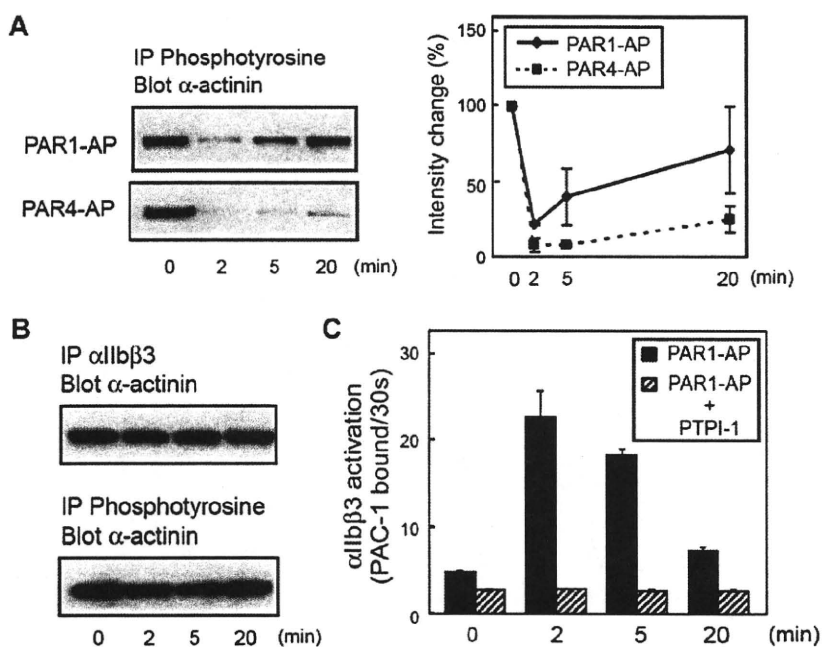 A
IP Phosphotyrosine
Blot α-actinin
PAR1-AP
PAR4-AP
0 2 5 20 (min)
Intensity change (%)
150
100
50
0
PAR1-AP
PAR4-AP
0 2 5 20 (min)
B
IP αIIbβ3
Blot α-actinin
IP Phosphotyrosine
Blot α-actinin
0 2 5 20 (min)
C
αIIbβ3 activation
(PAC-1 bound/30s)
30
20
10
0
PAR1-AP
PAR1-AP
+
PTPI-1
0 2 5 20 (min)